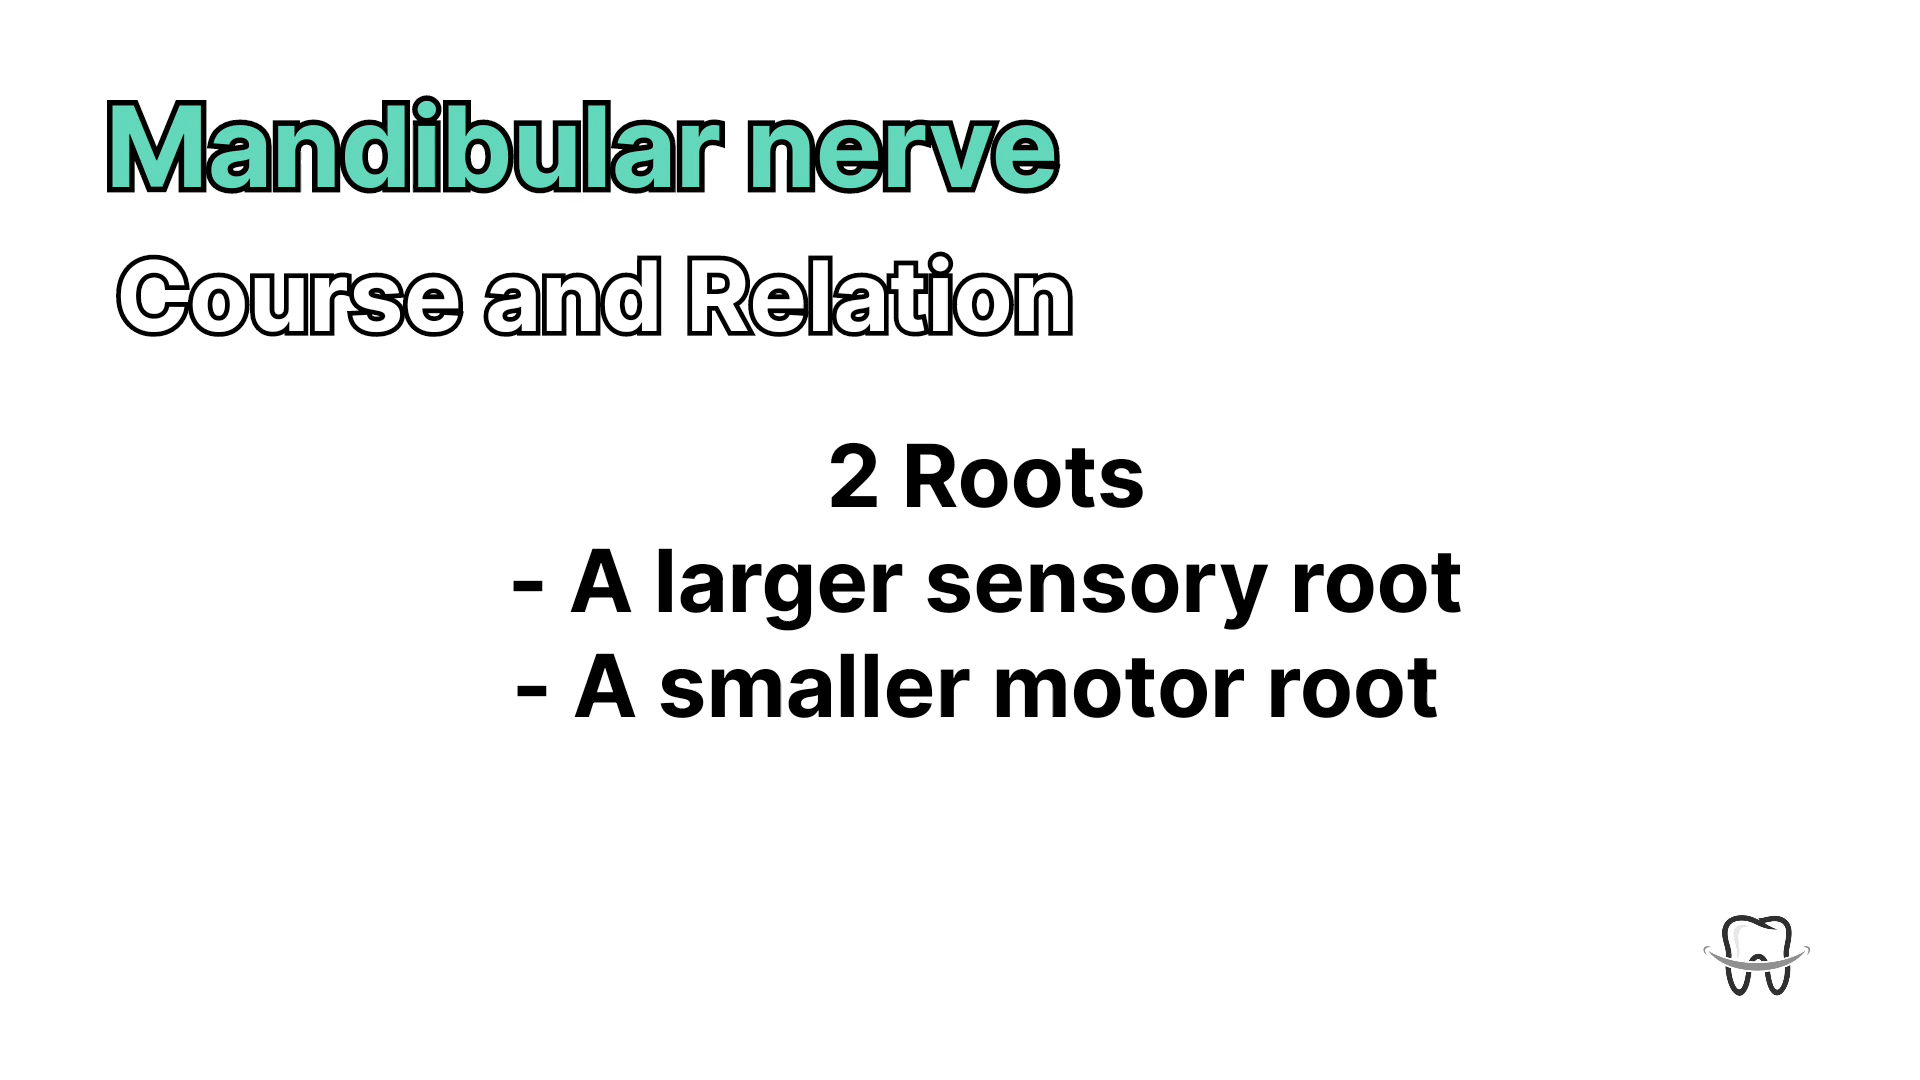 Mandibular nerve
Course and Relation
2 Roots
- A larger sensory root
- A smaller motor root